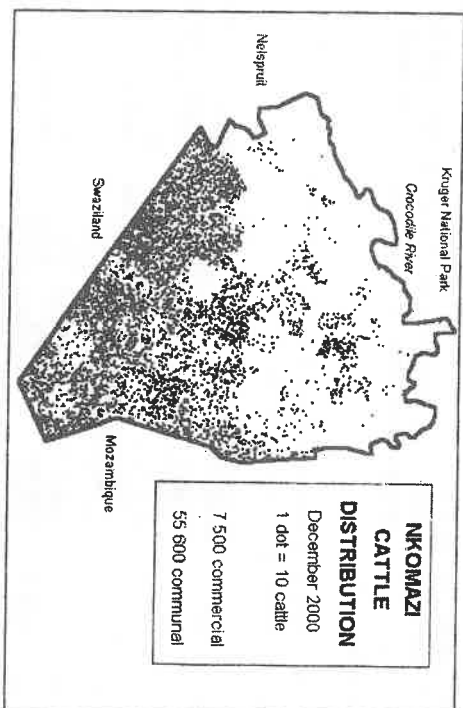 Kruger National Park
Crocodile River
Nelspruit
Swaziland
Mozambique
NKOMAZI
CATTLE
DISTRIBUTION
December 2000
1 dot = 10 cattle
7 500 commercial
55 600 communal